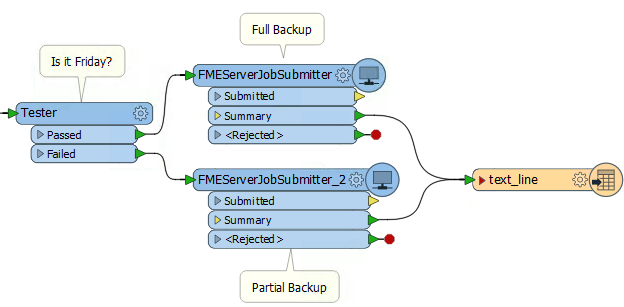 Full Backup
Is it Friday?
FMEServerJobSubmitter
Submitted
Summary
<Rejected>
Tester
Passed
Failed
FMEServerJobSubmitter_2
Submitted
Summary
<Rejected>
text_line
Partial Backup